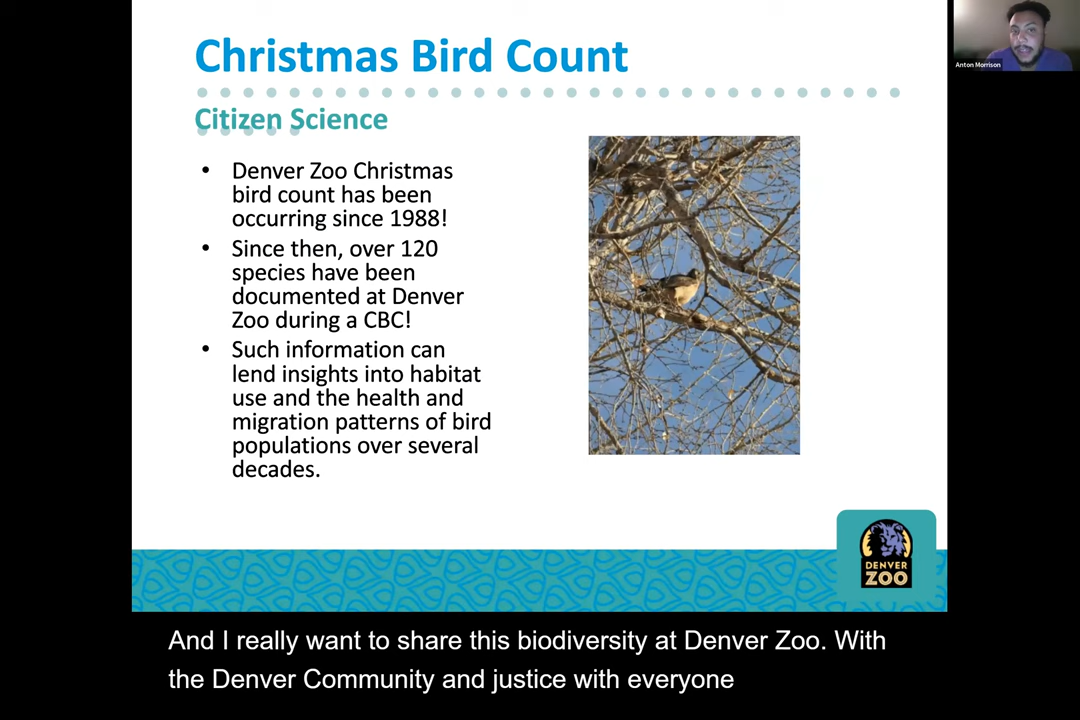 Christmas Bird Count
Anton Morrison
Citizen Science
• Denver Zoo Christmas
bird count has been
occurring since 1988!
• Since then, over 120
species have been
documented at Denver
Zoo during a CBC!
• Such information can
lend insights into habitat
use and the health and
migration patterns of bird
populations over several
decades.
DENVER
ZOO
And I really want to share this biodiversity at Denver Zoo. With
the Denver Community and justice with everyone